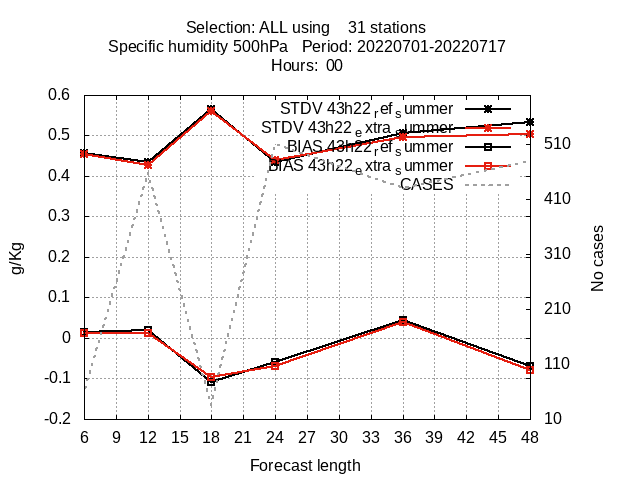 Selection: ALL using    31 stations
Specific humidity 500hPa   Period: 20220701-20220717
Hours:  00
STDV 43h22_ref_summer
STDV 43h22_extra_summer
BIAS 43h22_ref_summer
BIAS 43h22_extra_summer
CASES
0.6
0.5
0.4
0.3
0.2
0.1
0
-0.1
-0.2
g/Kg
510
410
310
210
110
10
No cases
6 9 12 15 18 21 24 27 30 33 36 39 42 45 48
Forecast length